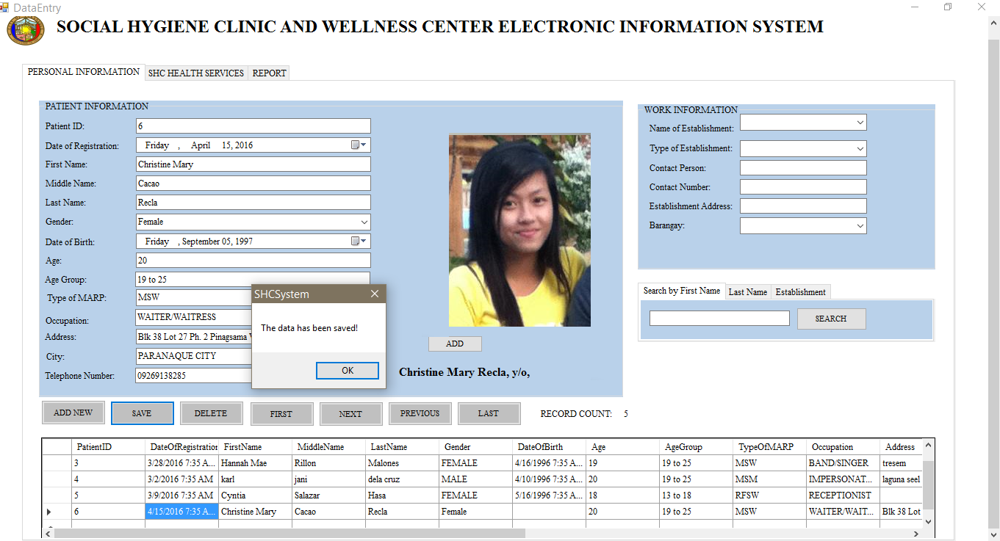 DataEntry
SOCIAL HYGIENE CLINIC AND WELLNESS CENTER ELECTRONIC INFORMATION SYSTEM
PERSONAL INFORMATION SHC HEALTH SERVICES REPORT
PATIENT INFORMATION
Patient ID: 6
Date of Registration: Friday , April 15, 2016
First Name: Christine Mary
Middle Name: Cacao
Last Name: Recla
Gender: Female
Date of Birth: Friday , September 05, 1997
Age: 20
Age Group: 19 to 25
Type of MARP: MSW
Occupation: WAITER/WAITRESS
Address: Blk 38 Lot 27 Ph. 2 Pinagsama
City: PARANAQUE CITY
Telephone Number: 09269138285
ADD
Christine Mary Recla, y/o,
SHCSystem
The data has been saved!
OK
WORK INFORMATION
Name of Establishment:
Type of Establishment:
Contact Person:
Contact Number:
Establishment Address:
Barangay:
Search by First Name Last Name Establishment
SEARCH
ADD NEW SAVE DELETE FIRST NEXT PREVIOUS LAST RECORD COUNT: 5
PatientID DateOfRegistration FirstName MiddleName LastName Gender DateOfBirth Age AgeGroup TypeOfMARP Occupation Address
3 3/28/2016 7:35 A... Hannah Mae Rillon Malones FEMALE 4/16/1996 7:35 A... 19 19 to 25 MSW BAND/SINGER tresem
4 3/2/2016 7:35 AM karl jani dela cruz MALE 4/10/1996 7:35 A... 20 19 to 25 MSM IMPERSONAT... laguna seel
5 3/9/2016 7:35 AM Cyntia Salazar Hasa FEMALE 5/16/1996 7:35 A... 18 13 to 18 RFSW RECEPTIONIST
6 4/15/2016 7:35 A... Christine Mary Cacao Recla Female 20 19 to 25 MSW WAITER/WAIT... Blk 38 Lot